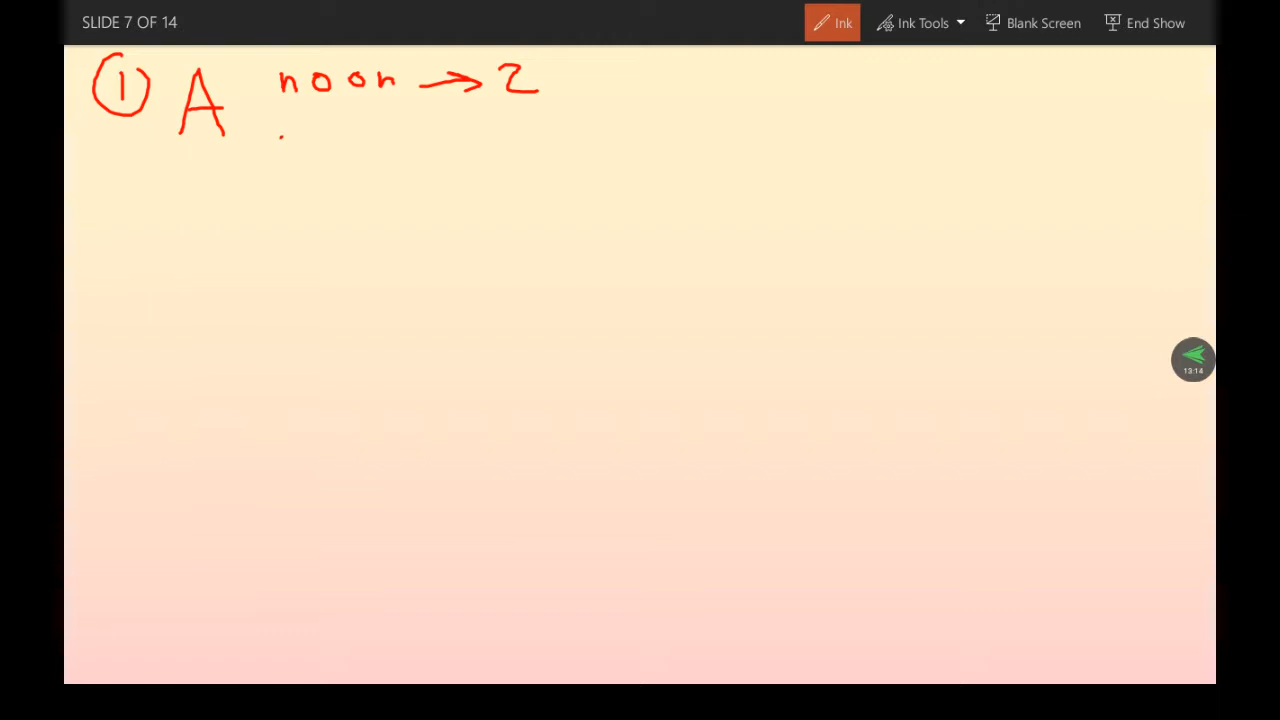 SLIDE 7 OF 14 Ink Ink Tools Blank Screen End Show
① A noon → 2
13:14